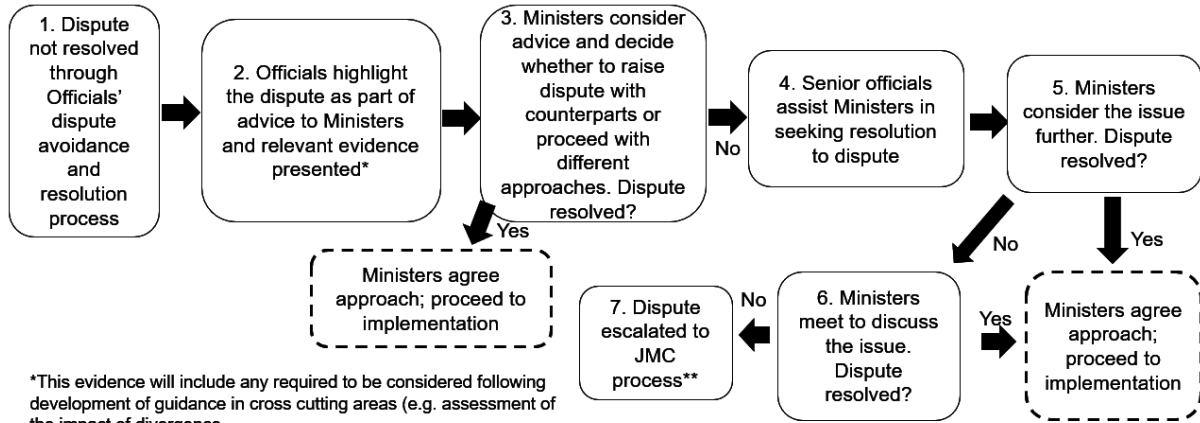 1. Dispute
not resolved
through
Officials'
dispute
avoidance
and
resolution
process
2. Officials highlight
the dispute as part of
advice to Ministers
and relevant evidence
presented*
3. Ministers consider
advice and decide
whether to raise
dispute with
counterparts or
proceed with
different
approaches. Dispute
resolved?
No
4. Senior officials
assist Ministers in
seeking resolution
to dispute
5. Ministers
consider the issue
further. Dispute
resolved?
Yes
Ministers agree
approach; proceed to
implementation
No
Yes
7. Dispute
escalated to
JMC
process**
No
6. Ministers
meet to discuss
the issue.
Dispute
resolved?
Yes
Ministers agree
approach;
proceed to
implementation
*This evidence will include any required to be considered following
development of guidance in cross cutting areas (e.g. assessment of
the impact of divergence